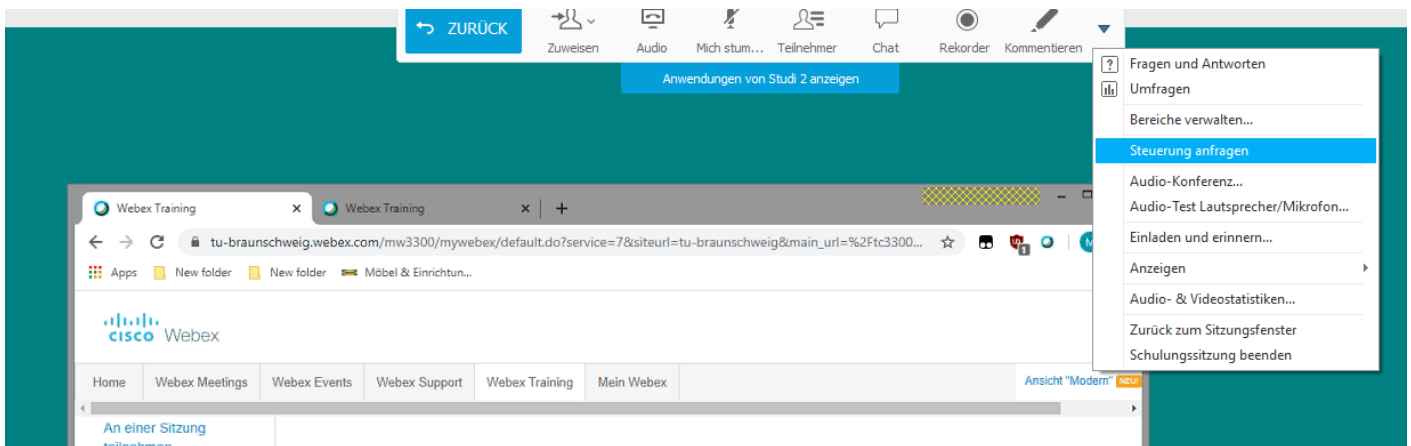 ZURÜCK
Zuweisen
Audio
Mich stum...
Teilnehmer
Chat
Rekorder
Kommentieren
Anwendungen von Studi 2 anzeigen
? Fragen und Antworten
Umfragen
Bereiche verwalten...
Steuerung anfragen
Audio-Konferenz...
Audio-Test Lautsprecher/Mikrofon...
Einladen und erinnern...
Anzeigen
Audio- & Videostatistiken...
Zurück zum Sitzungsfenster
Schulungssitzung beenden
Webex Training
Webex Training
tu-braunschweig.webex.com/mw3300/mywebex/default.do?service=7&siteurl=tu-braunschweig&main_url=%2Ftc3300...
1
Apps
New folder
New folder
Möbel & Einrichtun...
CISCO Webex
Home
Webex Meetings
Webex Events
Webex Support
Webex Training
Mein Webex
Ansicht "Modern" NEU!
An einer Sitzung
teilnehmen